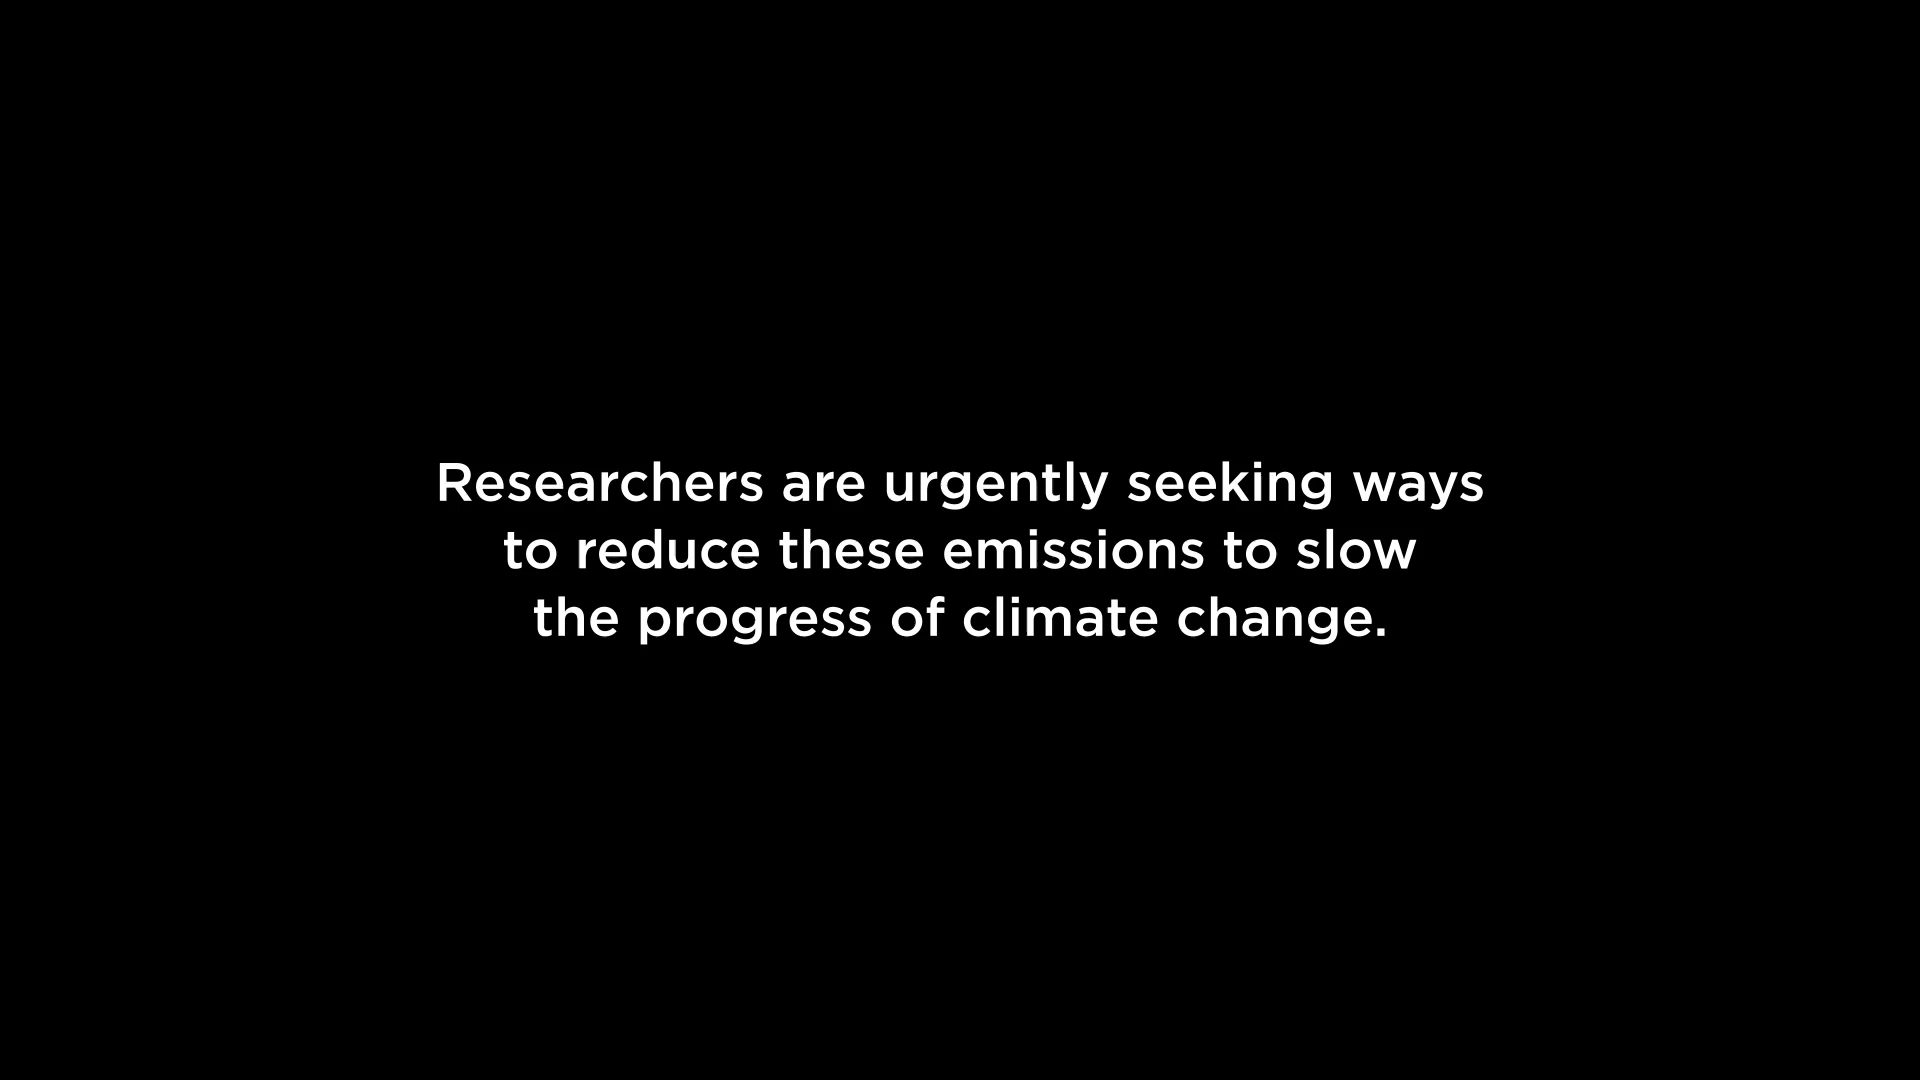 Researchers are urgently seeking ways
to reduce these emissions to slow
the progress of climate change.